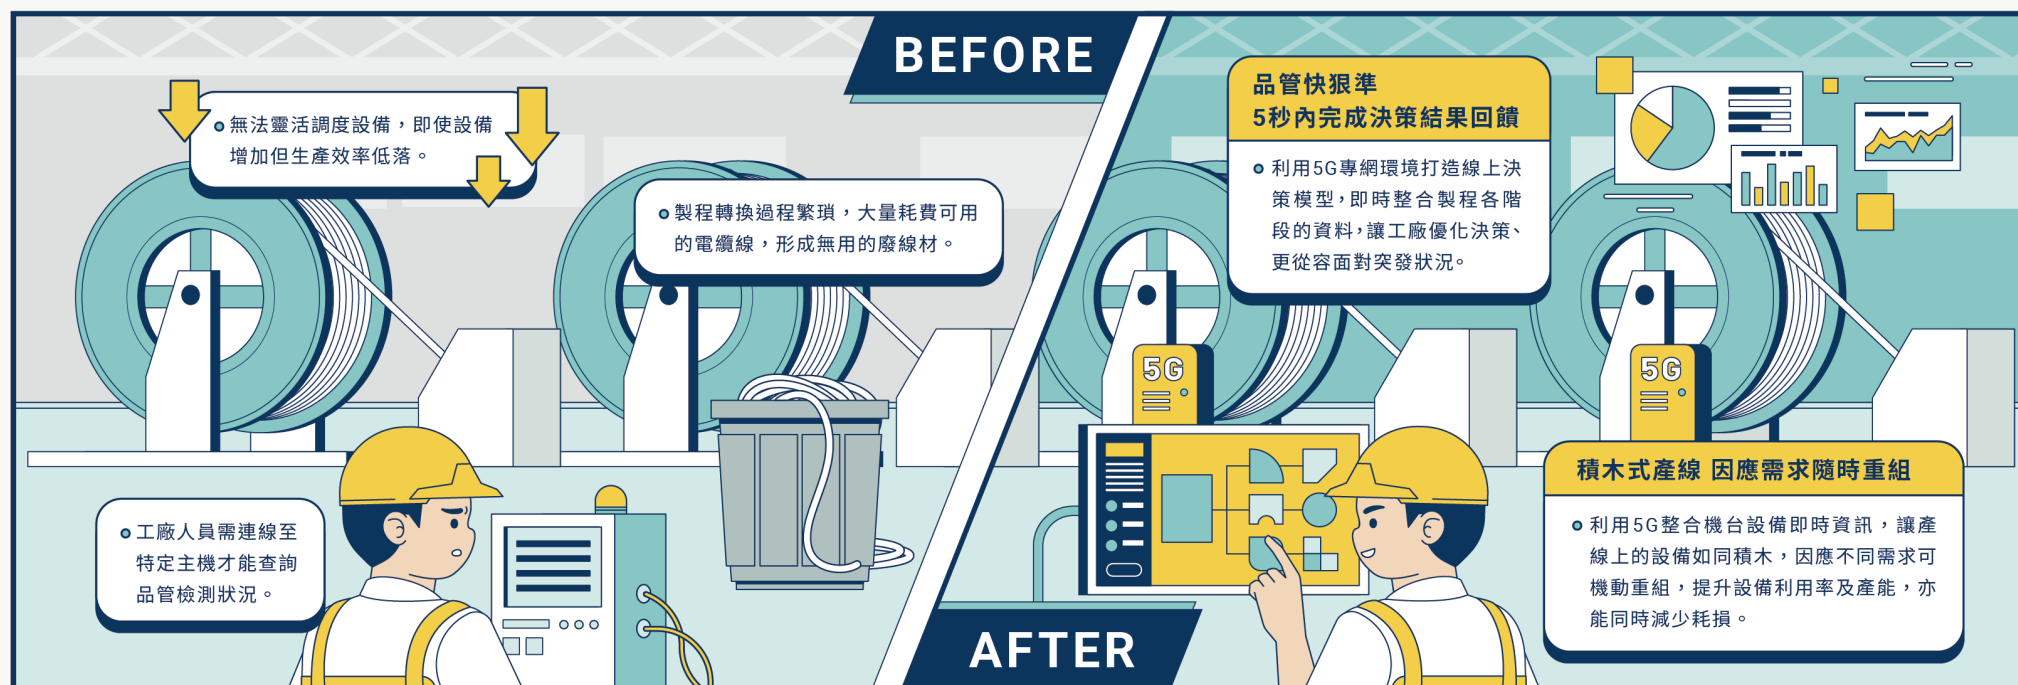 BEFORE
無法靈活調度設備，即使設備
增加但生產效率低落。
製程轉換過程繁瑣，大量耗費可用
的電纜線，形成無用的廢線材。
工廠人員需連線至
特定主機才能查詢
品管檢測狀況。
品管快狠準
5秒內完成決策結果回饋
利用5G專網環境打造線上決
策模型，即時整合製程各階
段的資料，讓工廠優化決策、
更從容面對突發狀況。
5G
5G
積木式產線 因應需求隨時重組
利用5G整合機台設備即時資訊，讓產
線上的設備如同積木，因應不同需求可
機動重組，提升設備利用率及產能，亦
能同時減少耗損。
AFTER